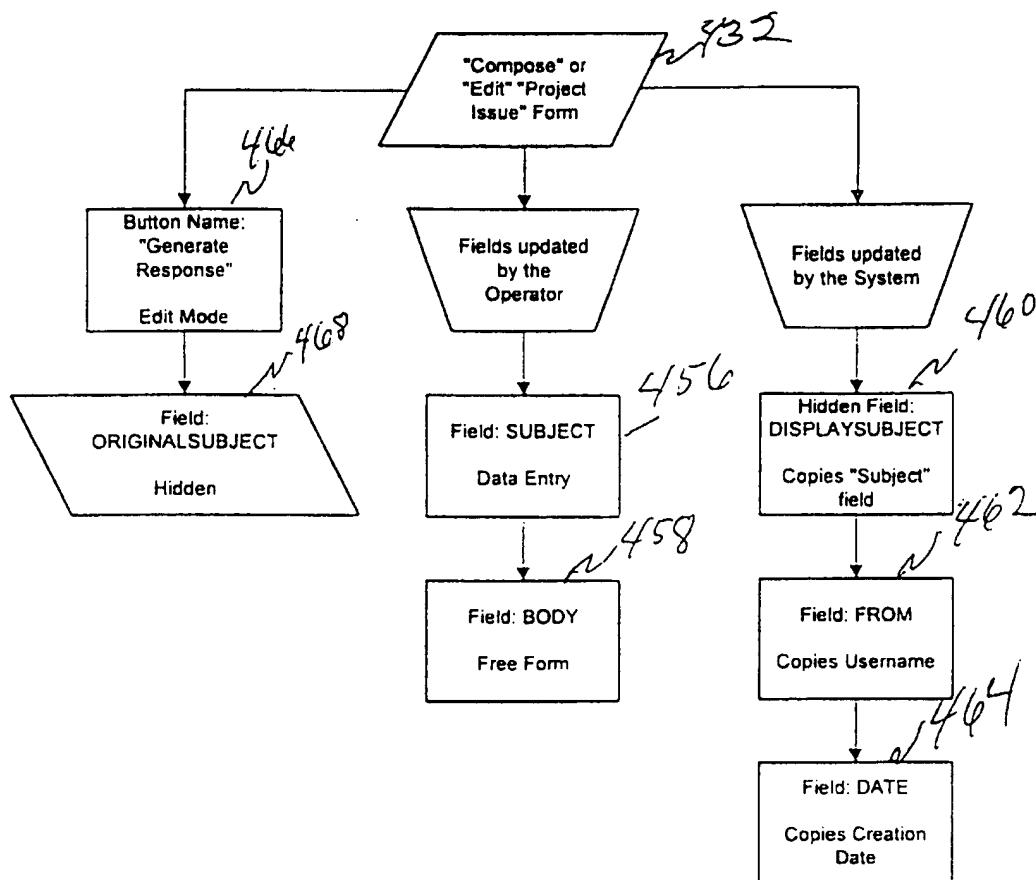 432
"Compose" or
"Edit" "Project
Issue" Form
466
Button Name:
"Generate
Response"
Edit Mode
Fields updated
by the
Operator
Fields updated
by the System
468
Field:
ORIGINALSUBJECT
Hidden
456
Field: SUBJECT
Data Entry
460
Hidden Field:
DISPLAYSUBJECT
Copies "Subject"
field
458
Field: BODY
Free Form
462
Field: FROM
Copies Username
464
Field: DATE
Copies Creation
Date